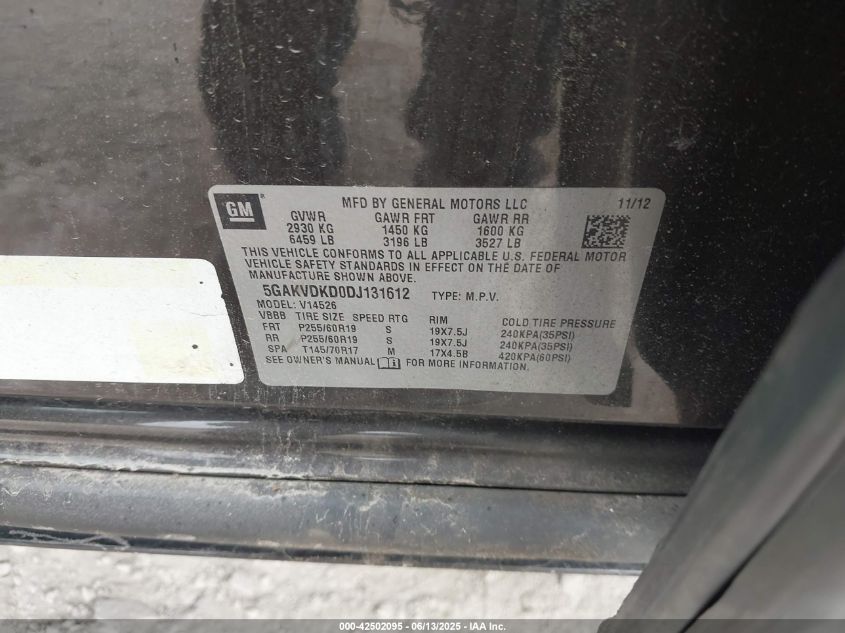 GM
MFD BY GENERAL MOTORS LLC 11/12
GVWR GAWR FRT GAWR RR
2930 KG 1450 KG 1600 KG
6459 LB 3196 LB 3527 LB
THIS VEHICLE CONFORMS TO ALL APPLICABLE U.S. FEDERAL MOTOR
VEHICLE SAFETY STANDARDS IN EFFECT ON THE DATE OF
MANUFACTURE SHOWN ABOVE.
5GAKVDKD0DJ131612 TYPE: M.P.V.
MODEL: V14526
VBBB TIRE SIZE SPEED RTG RIM COLD TIRE PRESSURE
FRT P255/60R19 S 19X7.5J 240KPA(35PSI)
RR P255/60R19 S 19X7.5J 240KPA(35PSI)
SPA T145/70R17 M 17X4.5B 420KPA(60PSI)
SEE OWNER'S MANUAL FOR MORE INFORMATION.
000-42502095 06/13/2025 IAA Inc.